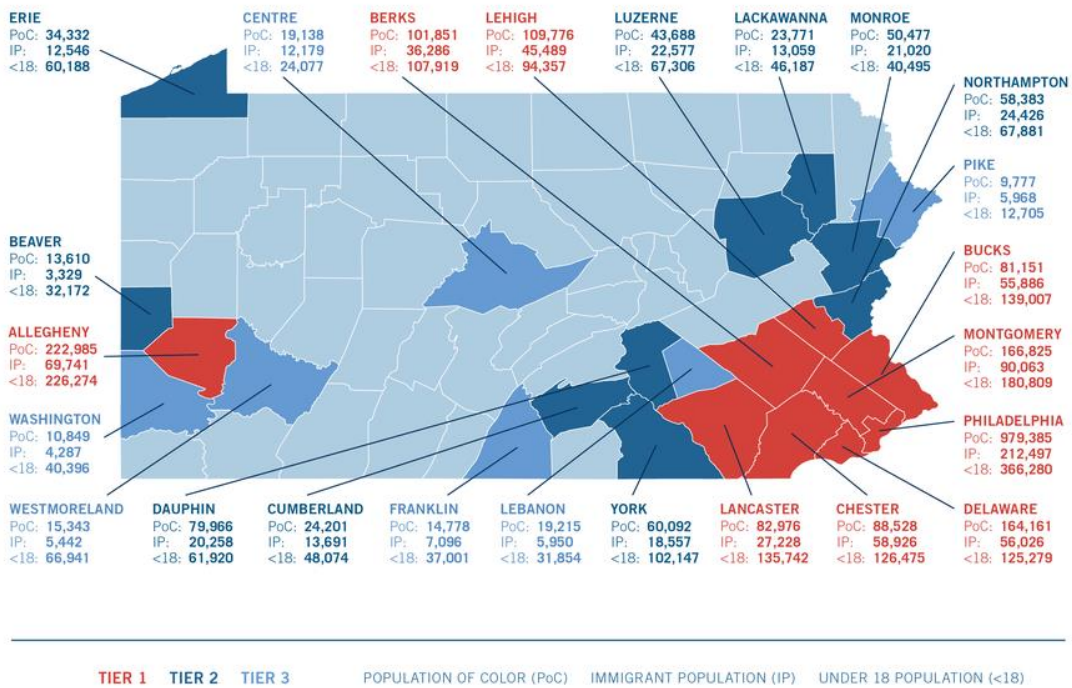 ERIE
PoC: 34,332
IP: 12,546
<18: 60,188
CENTRE
PoC: 19,138
IP: 12,179
<18: 24,077
BERKS
PoC: 101,851
IP: 36,286
<18: 107,919
LEHIGH
PoC: 109,776
IP: 45,489
<18: 94,357
LUZERNE
PoC: 43,688
IP: 22,577
<18: 67,306
LACKAWANNA
PoC: 23,771
IP: 13,059
<18: 46,187
MONROE
PoC: 50,477
IP: 21,020
<18: 40,495
NORTHAMPTON
PoC: 58,383
IP: 24,426
<18: 67,881
PIKE
PoC: 9,777
IP: 5,968
<18: 12,705
BUCKS
PoC: 81,151
IP: 55,886
<18: 139,007
BEAVER
PoC: 13,610
IP: 3,329
<18: 32,172
ALLEGHENY
PoC: 222,985
IP: 69,741
<18: 226,274
MONTGOMERY
PoC: 166,825
IP: 90,063
<18: 180,809
WASHINGTON
PoC: 10,849
IP: 4,287
<18: 40,396
PHILADELPHIA
PoC: 979,385
IP: 212,497
<18: 366,280
WESTMORELAND
PoC: 15,343
IP: 5,442
<18: 66,941
DAUPHIN
PoC: 79,966
IP: 20,258
<18: 61,920
CUMBERLAND
PoC: 24,201
IP: 13,691
<18: 48,074
FRANKLIN
PoC: 14,778
IP: 7,096
<18: 37,001
LEBANON
PoC: 19,215
IP: 5,950
<18: 31,854
YORK
PoC: 60,092
IP: 18,557
<18: 102,147
LANCASTER
PoC: 82,976
IP: 27,228
<18: 135,742
CHESTER
PoC: 88,528
IP: 58,926
<18: 126,475
DELAWARE
PoC: 164,161
IP: 56,026
<18: 125,279
TIER 1 TIER 2 TIER 3 POPULATION OF COLOR (PoC) IMMIGRANT POPULATION (IP) UNDER 18 POPULATION (<18)